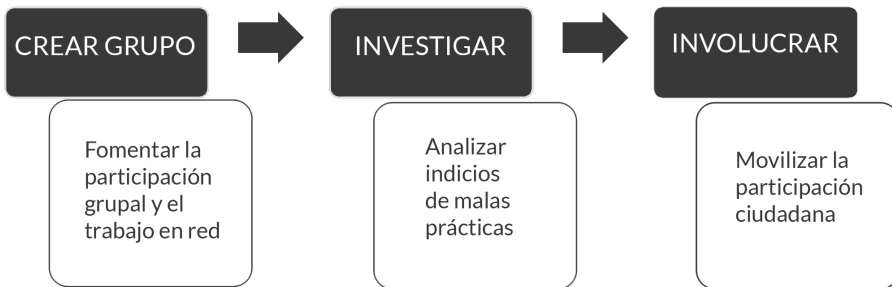 CREAR GRUPO
Fomentar la
participación
grupal y el
trabajo en red
INVESTIGAR
Analizar
indicios
de malas
prácticas
INVOLUCRAR
Movilizar la
participación
ciudadana